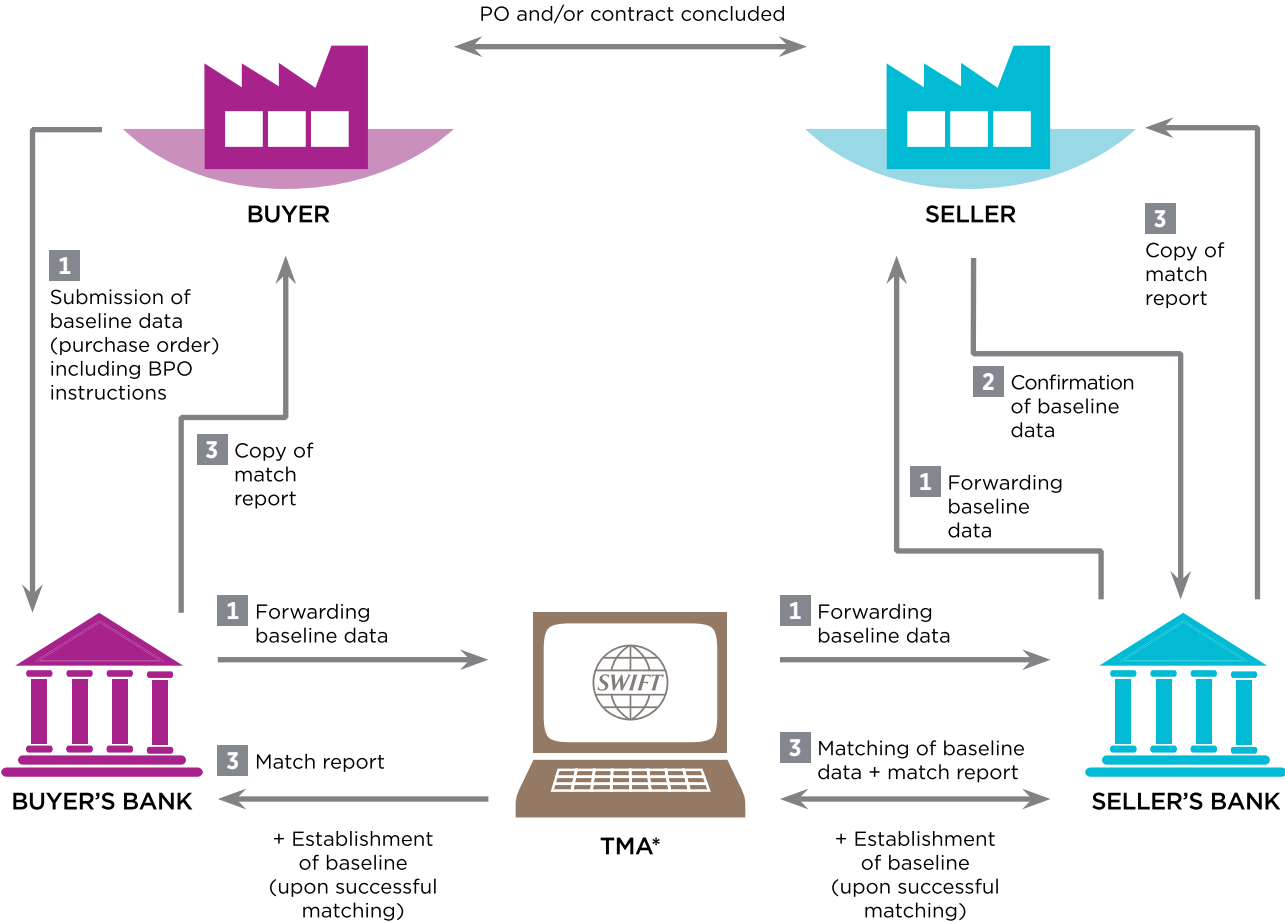 PO and/or contract concluded
BUYER
SELLER
1
Submission of
baseline data
(purchase order)
including BPO
instructions
3
Copy of
match
report
3
Copy of
match
report
2
Confirmation
of baseline
data
1
Forwarding
baseline
data
1
Forwarding
baseline data
1
Forwarding
baseline data
SWIFT
3
Match report
3
Matching of baseline
data + match report
BUYER'S BANK
SELLER'S BANK
TMA*
+ Establishment
of baseline
(upon successful
matching)
+ Establishment
of baseline
(upon successful
matching)